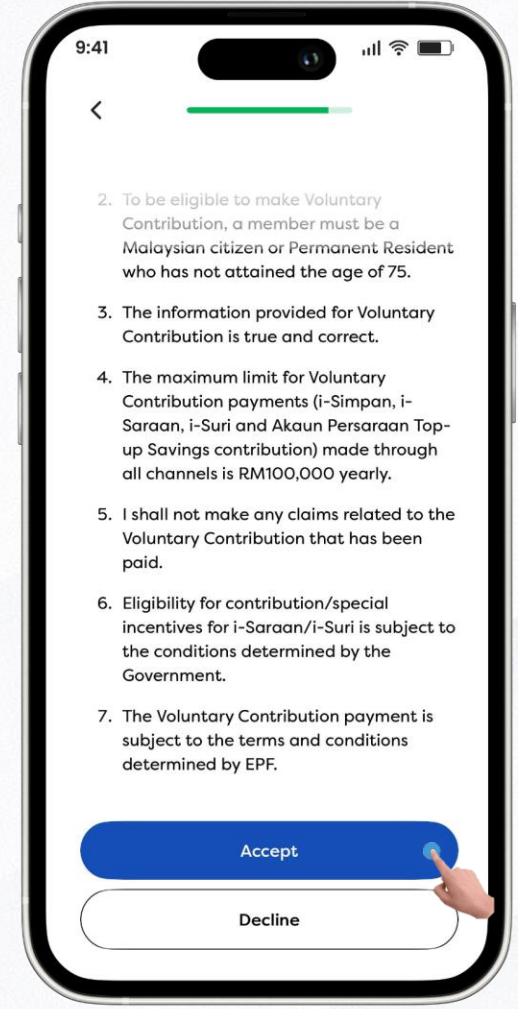 9:41
2. To be eligible to make Voluntary
Contribution, a member must be a
Malaysian citizen or Permanent Resident
who has not attained the age of 75.
3. The information provided for Voluntary
Contribution is true and correct.
4. The maximum limit for Voluntary
Contribution payments (i-Simpan, i-
Saraan, i-Suri and Akaun Persaraan Top-
up Savings contribution) made through
all channels is RM100,000 yearly.
5. I shall not make any claims related to the
Voluntary Contribution that has been
paid.
6. Eligibility for contribution/special
incentives for i-Saraan/i-Suri is subject to
the conditions determined by the
Government.
7. The Voluntary Contribution payment is
subject to the terms and conditions
determined by EPF.
Accept
Decline